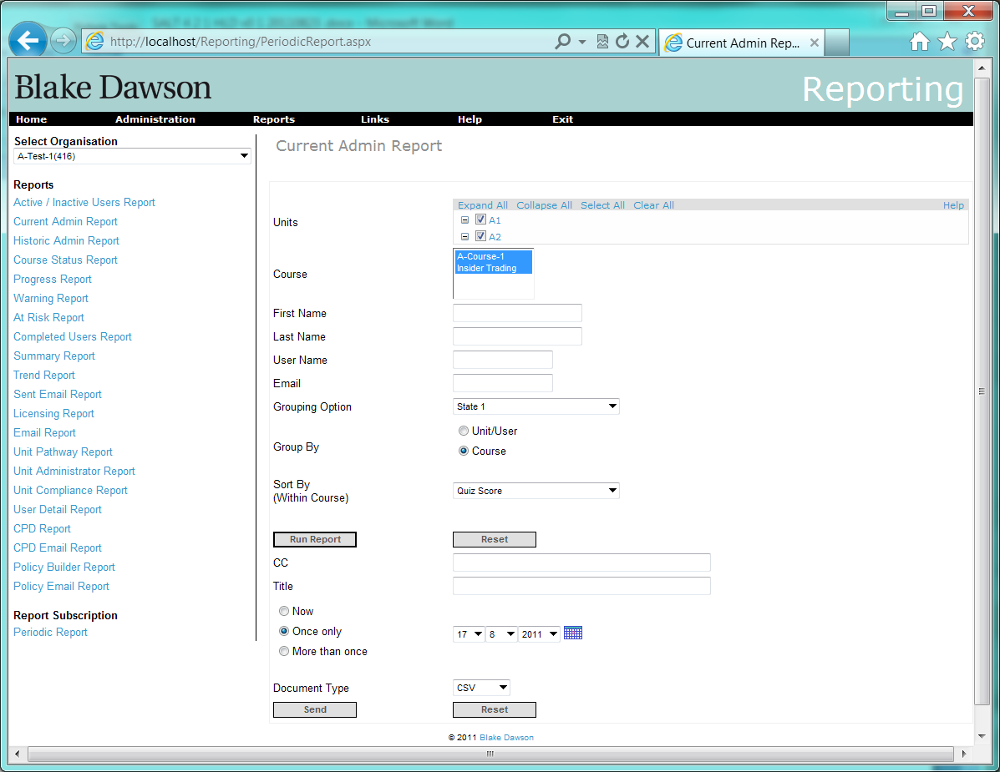 http://localhost/Reporting/PeriodicReport.aspx
Current Admin Rep...
Blake Dawson
Reporting
Home Administration Reports Links Help Exit
Select Organisation
A-Test-1(416)
Reports
Active / Inactive Users Report
Current Admin Report
Historic Admin Report
Course Status Report
Progress Report
Warning Report
At Risk Report
Completed Users Report
Summary Report
Trend Report
Sent Email Report
Licensing Report
Email Report
Unit Pathway Report
Unit Administrator Report
Unit Compliance Report
User Detail Report
CPD Report
CPD Email Report
Policy Builder Report
Policy Email Report
Report Subscription
Periodic Report
Current Admin Report
Units
Expand All Collapse All Select All Clear All Help
A1
A2
Course
A-Course-1
Insider Trading
First Name
Last Name
User Name
Email
Grouping Option State 1
Group By
Unit/User
Course
Sort By
(Within Course)
Quiz Score
Run Report Reset
CC
Title
Now
Once only 17 8 2011
More than once
Document Type CSV
Send Reset
© 2011 Blake Dawson